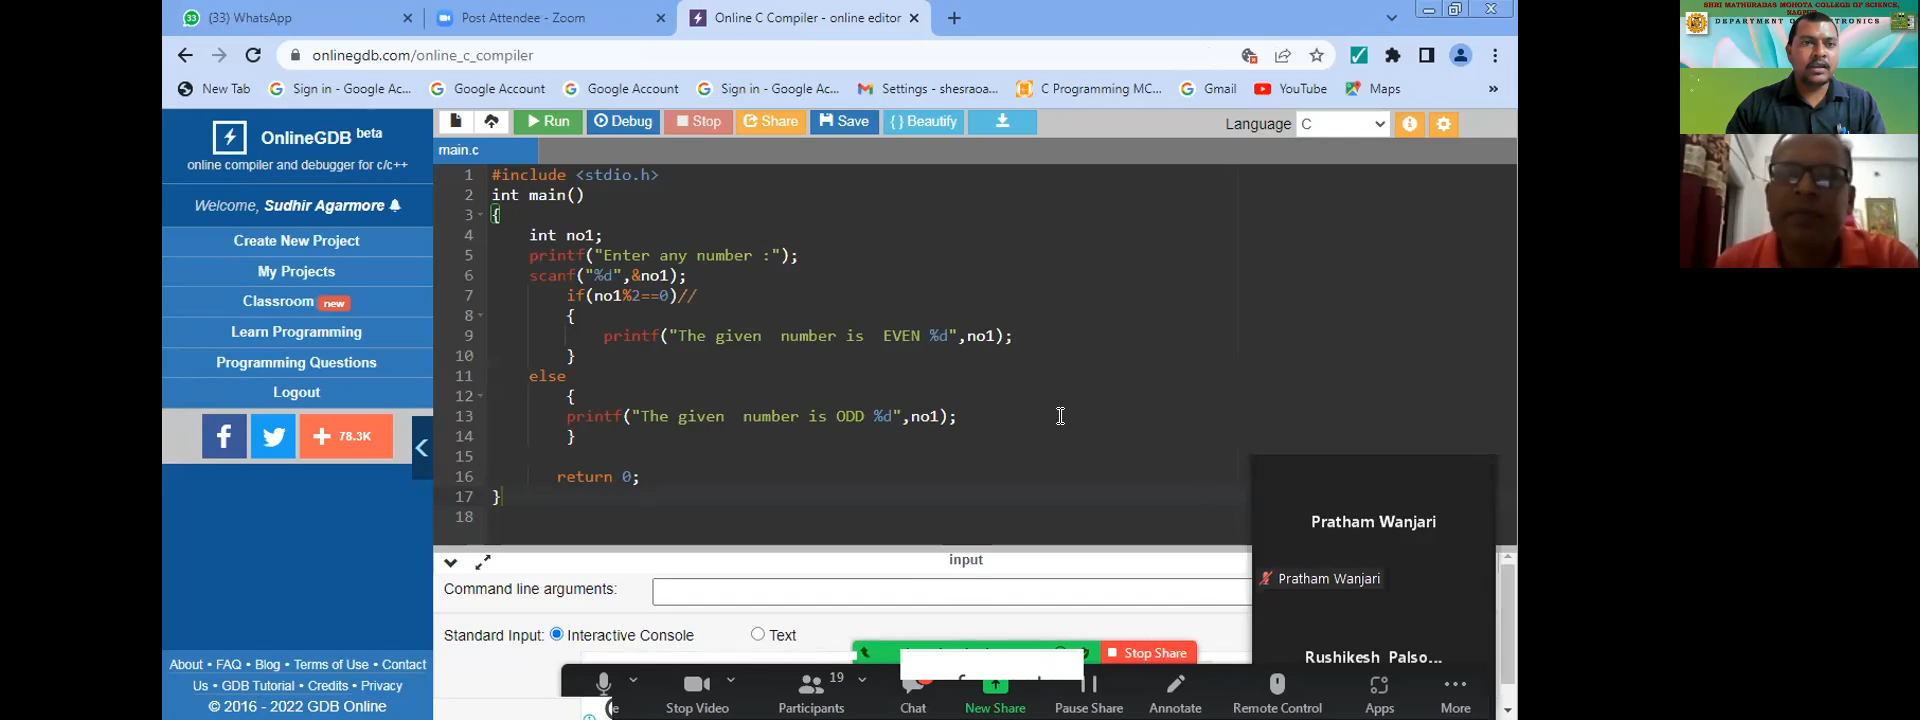 (33) WhatsApp
Post Attendee - Zoom
Online C Compiler - online editor
onlinegdb.com/online_c_compiler
New Tab
Sign in - Google Ac...
Google Account
Google Account
Sign in - Google Ac...
Settings - shesraoa...
C Programming MC...
Gmail
YouTube
Maps
»
OnlineGDB beta
online compiler and debugger for c/c++
Welcome, Sudhir Agarmore
Create New Project
My Projects
Classroom new
Learn Programming
Programming Questions
Logout
+ 78.3K
About • FAQ • Blog • Terms of Use • Contact
Us • GDB Tutorial • Credits • Privacy
© 2016 - 2022 GDB Online
Run
Debug
Stop
Share
Save
{ } Beautify
Language C
main.c
1 #include <stdio.h>
2 int main()
3 {
4 int no1;
5 printf("Enter any number :");
6 scanf("%d",&no1);
7 if(no1%2==0)//
8 {
9 printf("The given  number is  EVEN %d",no1);
10 }
11 else
12 {
13 printf("The given  number is ODD %d",no1);
14 }
15
16 return 0;
17 }
18
input
Command line arguments:
Standard Input: Interactive Console Text
Stop Share
Stop Video
Participants
19
Chat
New Share
Pause Share
Annotate
Remote Control
Apps
More
Pratham Wanjari
Pratham Wanjari
Rushikesh Palso...
SHRI MATHURADAS MOHOTA COLLEGE OF SCIENCE,